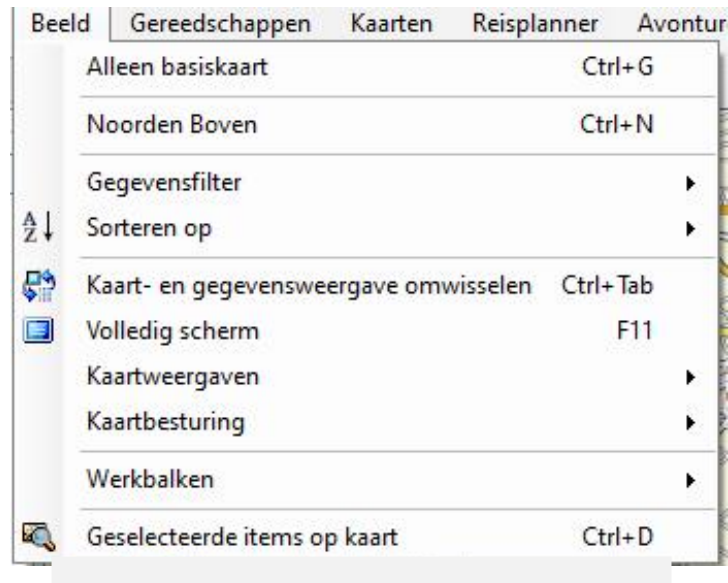 Beeld Gereedschappen Kaarten Reisplanner Avontur
Alleen basiskaart Ctrl+G
Noorden Boven Ctrl+N
Gegevensfilter
Sorteren op
Kaart- en gegevensweergave omwisselen Ctrl+Tab
Volledig scherm F11
Kaartweergaven
Kaartbesturing
Werkbalken
Geselecteerde items op kaart Ctrl+D